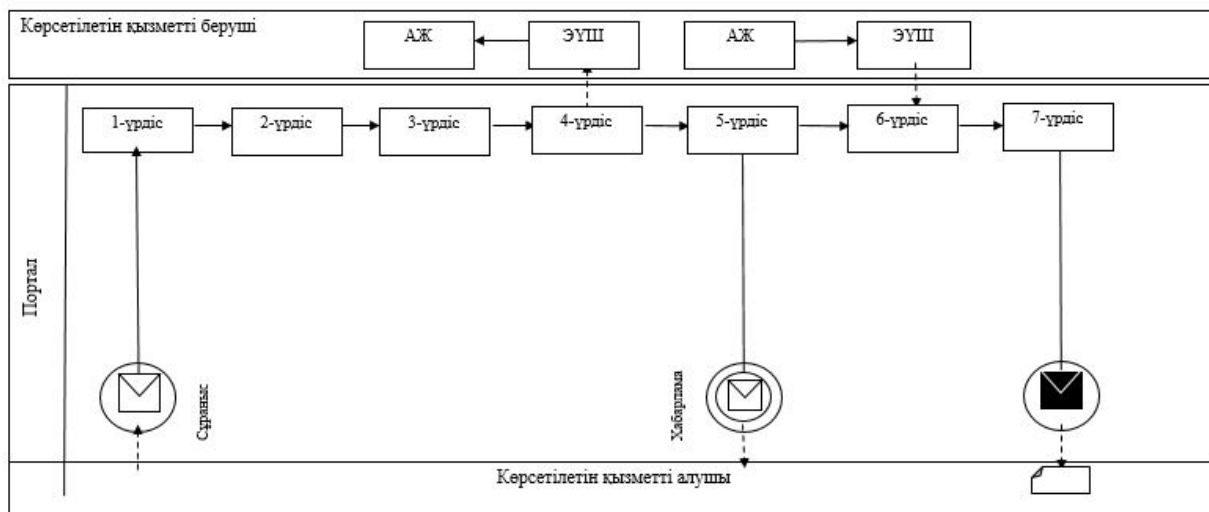 Көрсетілетін қызметті беруші
АЖ
ЭҮШ
АЖ
ЭҮШ
1-үрдіс
2-үрдіс
3-үрдіс
4-үрдіс
5-үрдіс
6-үрдіс
7-үрдіс
Портал
Сұраныс
Хабарлама
Көрсетілетін қызметті алушы